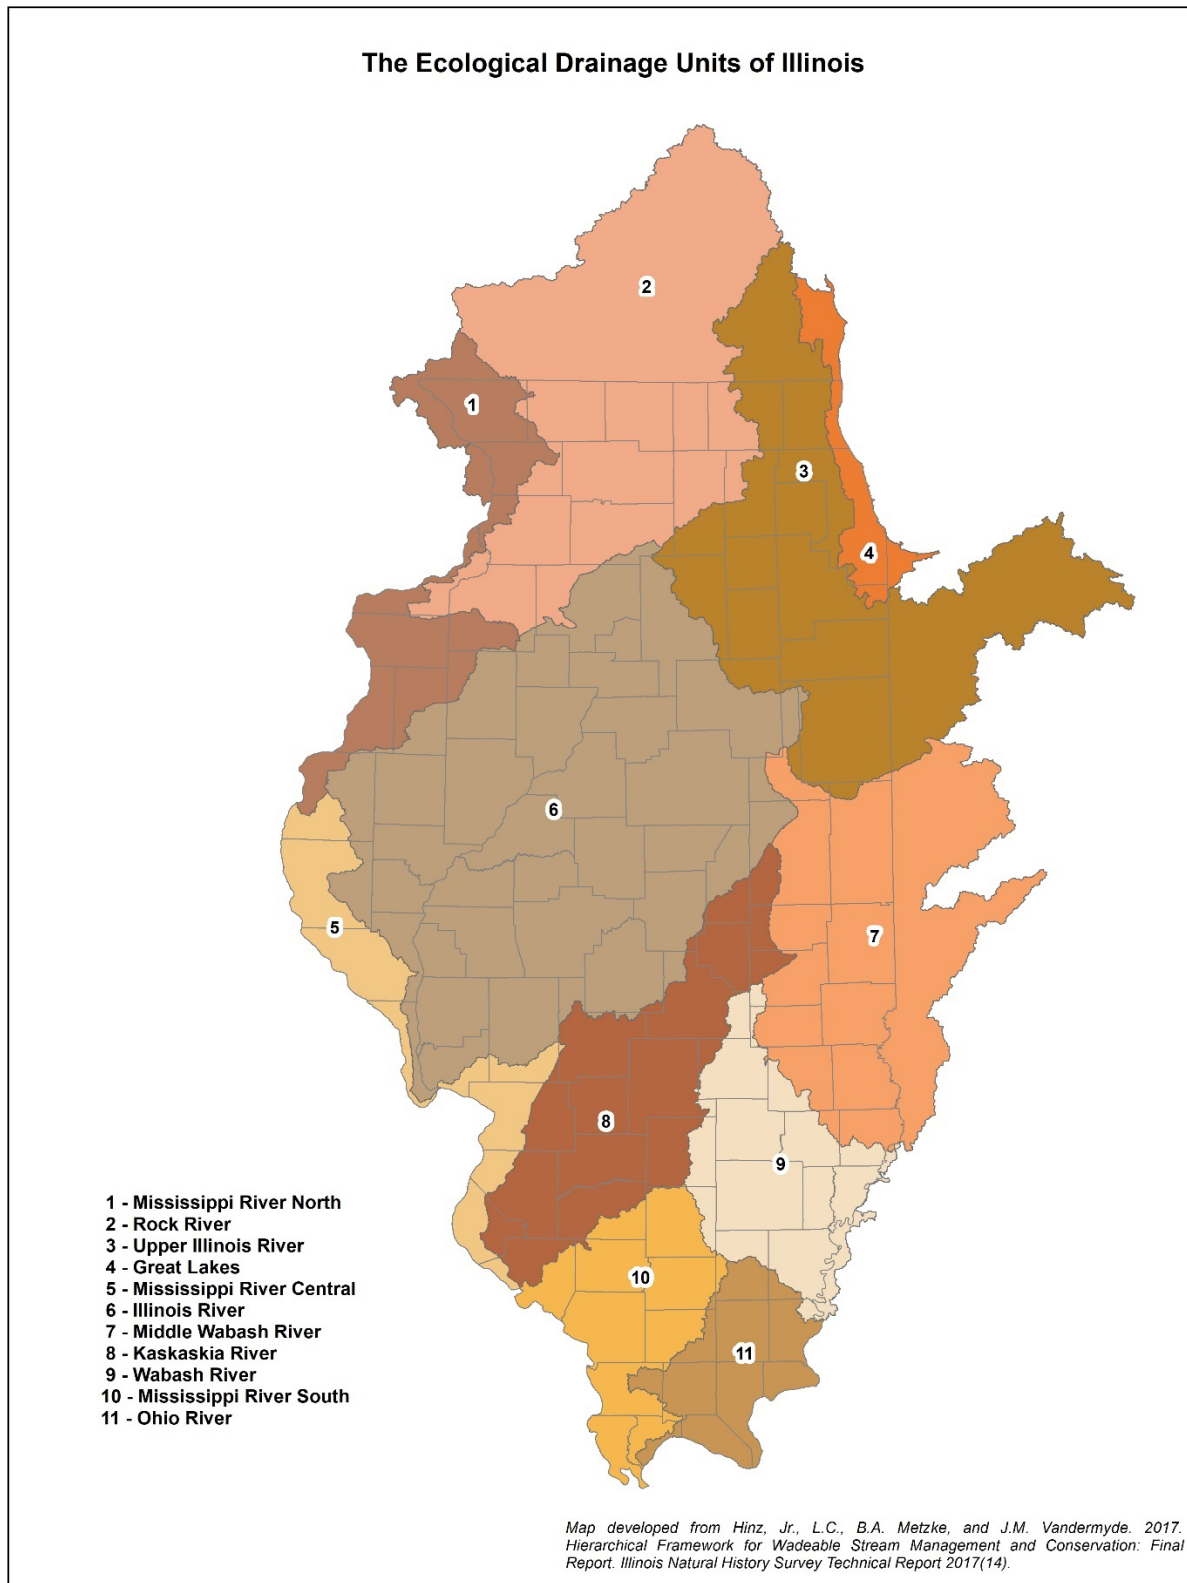 The Ecological Drainage Units of Illinois
2
1
3
4
6
5
7
8
9
10
11
1 - Mississippi River North
2 - Rock River
3 - Upper Illinois River
4 - Great Lakes
5 - Mississippi River Central
6 - Illinois River
7 - Middle Wabash River
8 - Kaskaskia River
9 - Wabash River
10 - Mississippi River South
11 - Ohio River
Map developed from Hinz, Jr., L.C., B.A. Metzke, and J.M. Vandermyde. 2017.
Hierarchical Framework for Wadeable Stream Management and Conservation: Final
Report. Illinois Natural History Survey Technical Report 2017(14).